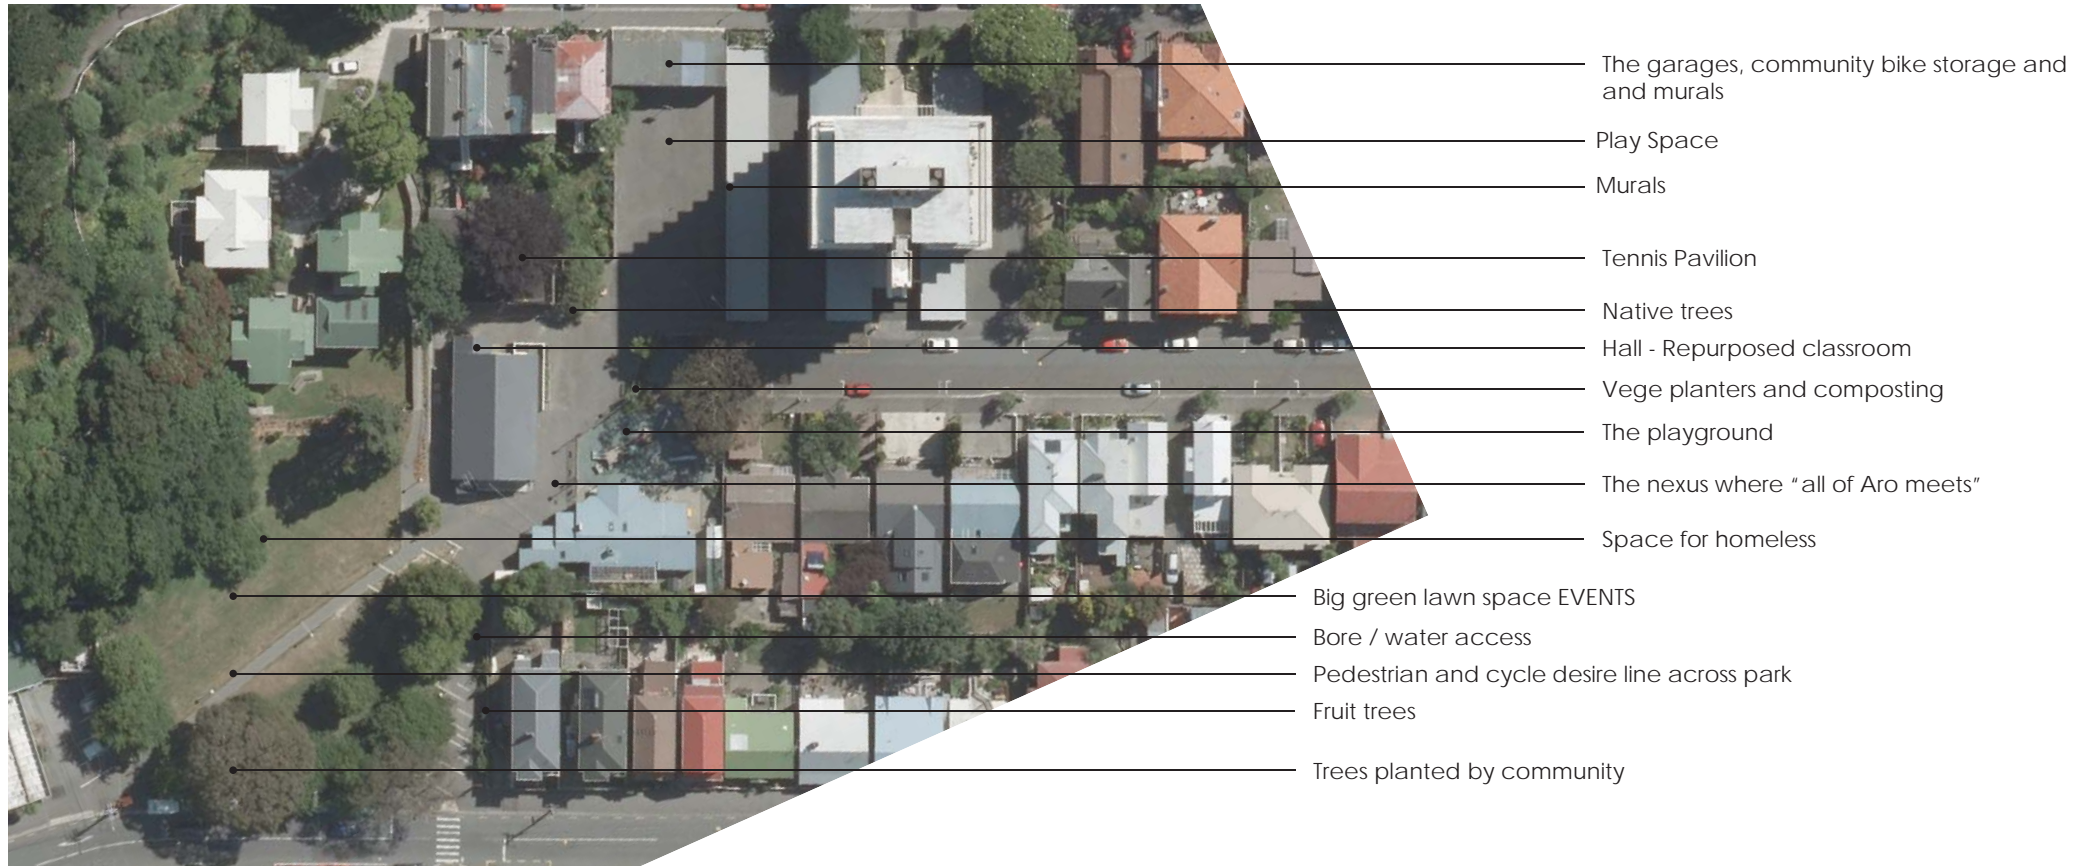 The garages, community bike storage and
and murals
Play Space
Murals
Tennis Pavilion
Native trees
Hall - Repurposed classroom
Vege planters and composting
The playground
The nexus where “all of Aro meets”
Space for homeless
Big green lawn space EVENTS
Bore / water access
Pedestrian and cycle desire line across park
Fruit trees
Trees planted by community